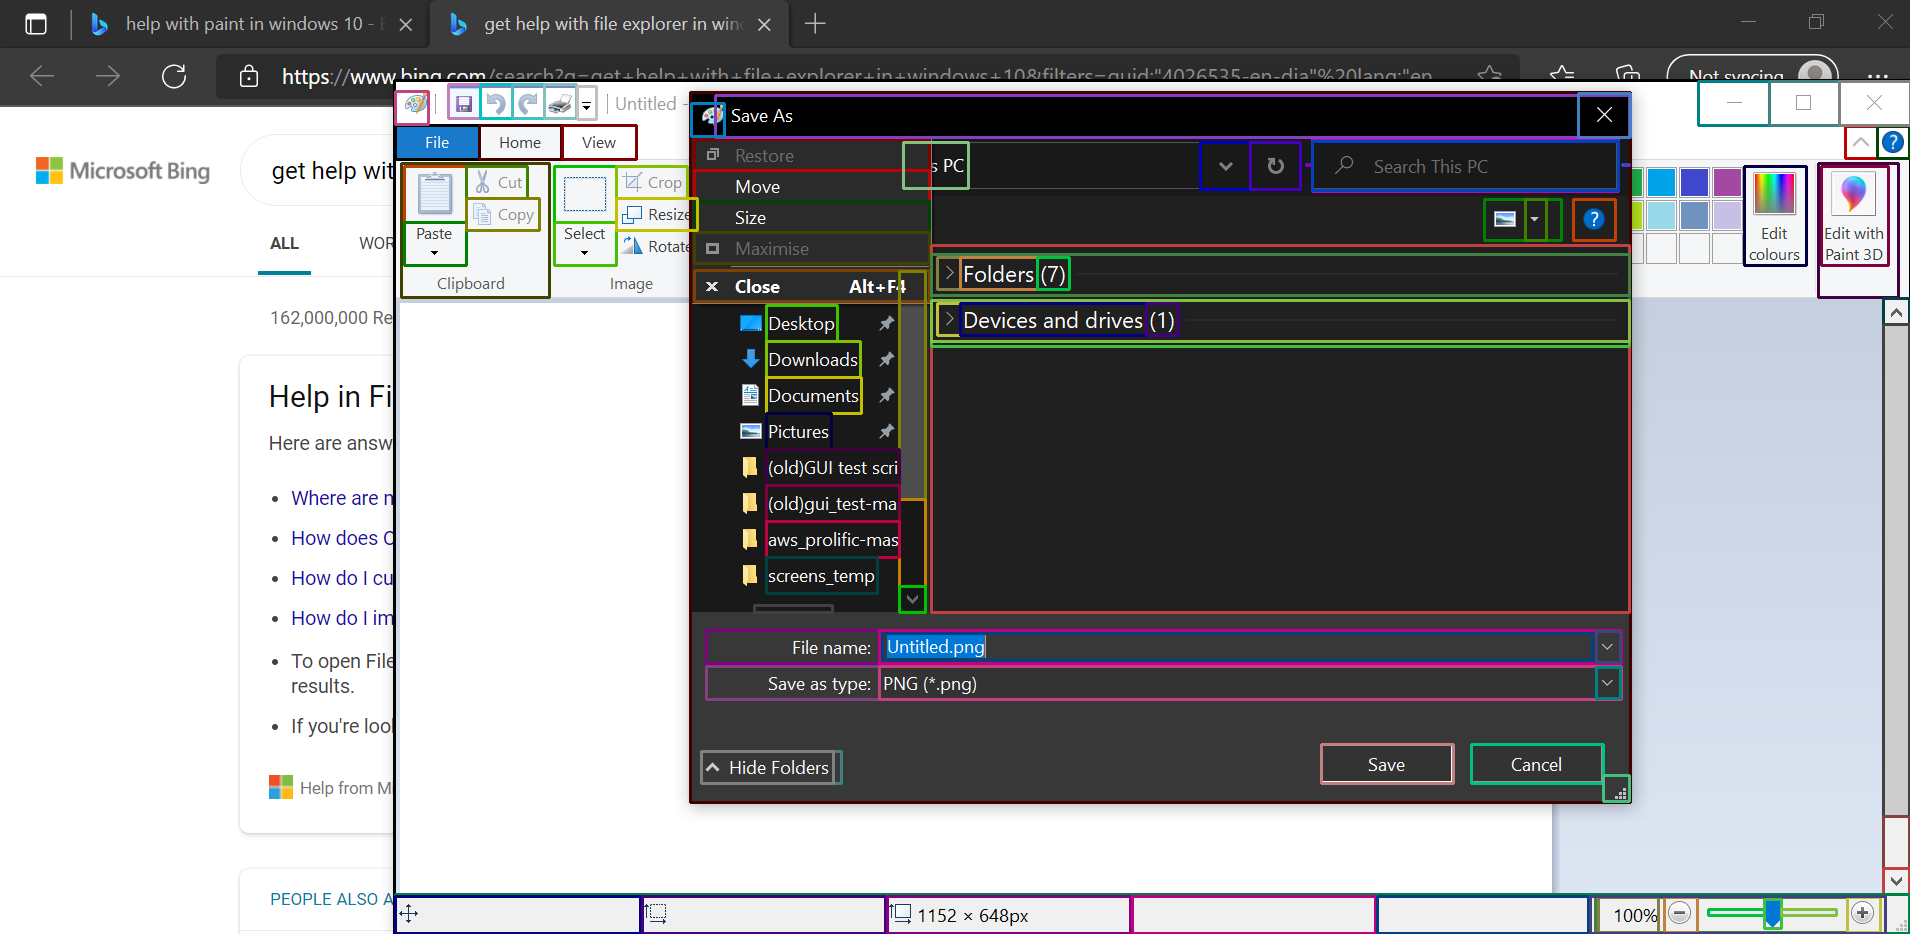 help with paint in windows 10 -
get help with file explorer in win
https://www.bing.com/search?q=get+help+with+file+explorer+in+windows+10&filters=guid:"4026535-en-dia"%20lang:"en
Not syncing
Microsoft Bing
get help wit
ALL
WOR
162,000,000 Re
Help in Fi
Here are answ
Where are n
How does C
How do I cu
How do I im
To open File
results.
If you're lool
Help from Mi
PEOPLE ALSO A
Untitled -
File
Home
View
Paste
Cut
Copy
Clipboard
Select
Crop
Resize
Rotate
Image
Edit
colours
Edit with
Paint 3D
Save As
Restore
Move
Size
Maximise
Close Alt+F4
s PC
Search This PC
Desktop
Downloads
Documents
Pictures
(old)GUI test scri
(old)gui_test-ma
aws_prolific-mas
screens_temp
Folders (7)
Devices and drives (1)
File name: Untitled.png
Save as type: PNG (*.png)
Hide Folders
Save
Cancel
1152 × 648px
100%